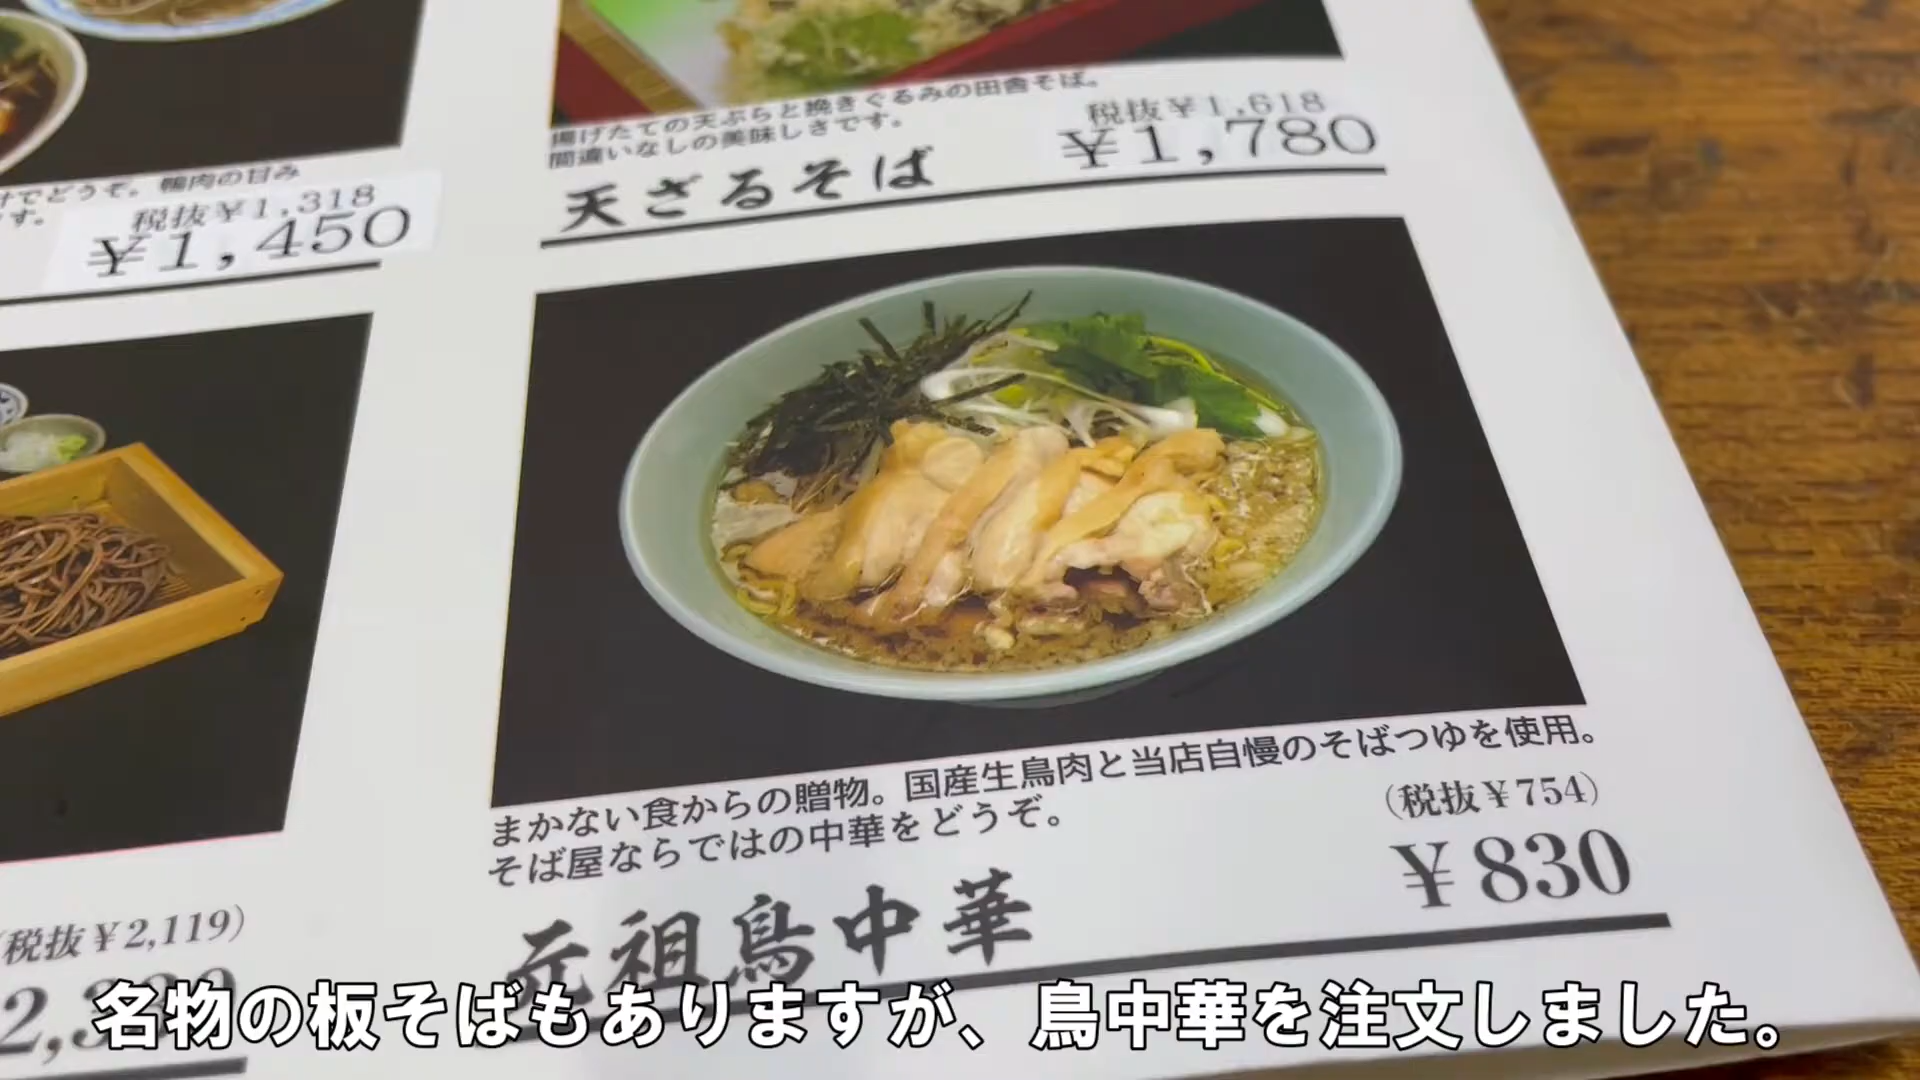 けでどうぞ。鴨肉の甘み
す。
税抜¥1,318
¥1,450
揚げたての天ぷらと挽きぐるみの田舎そば。
間違いなしの美味しさです。
税抜¥1,618
¥1,780
天ざるそば
まかない食からの贈物。国産生鳥肉と当店自慢のそばつゆを使用。
そば屋ならではの中華をどうぞ。
(税抜¥754)
¥830
元祖鳥中華
(税抜¥2,119)
名物の板そばもありますが、鳥中華を注文しました。